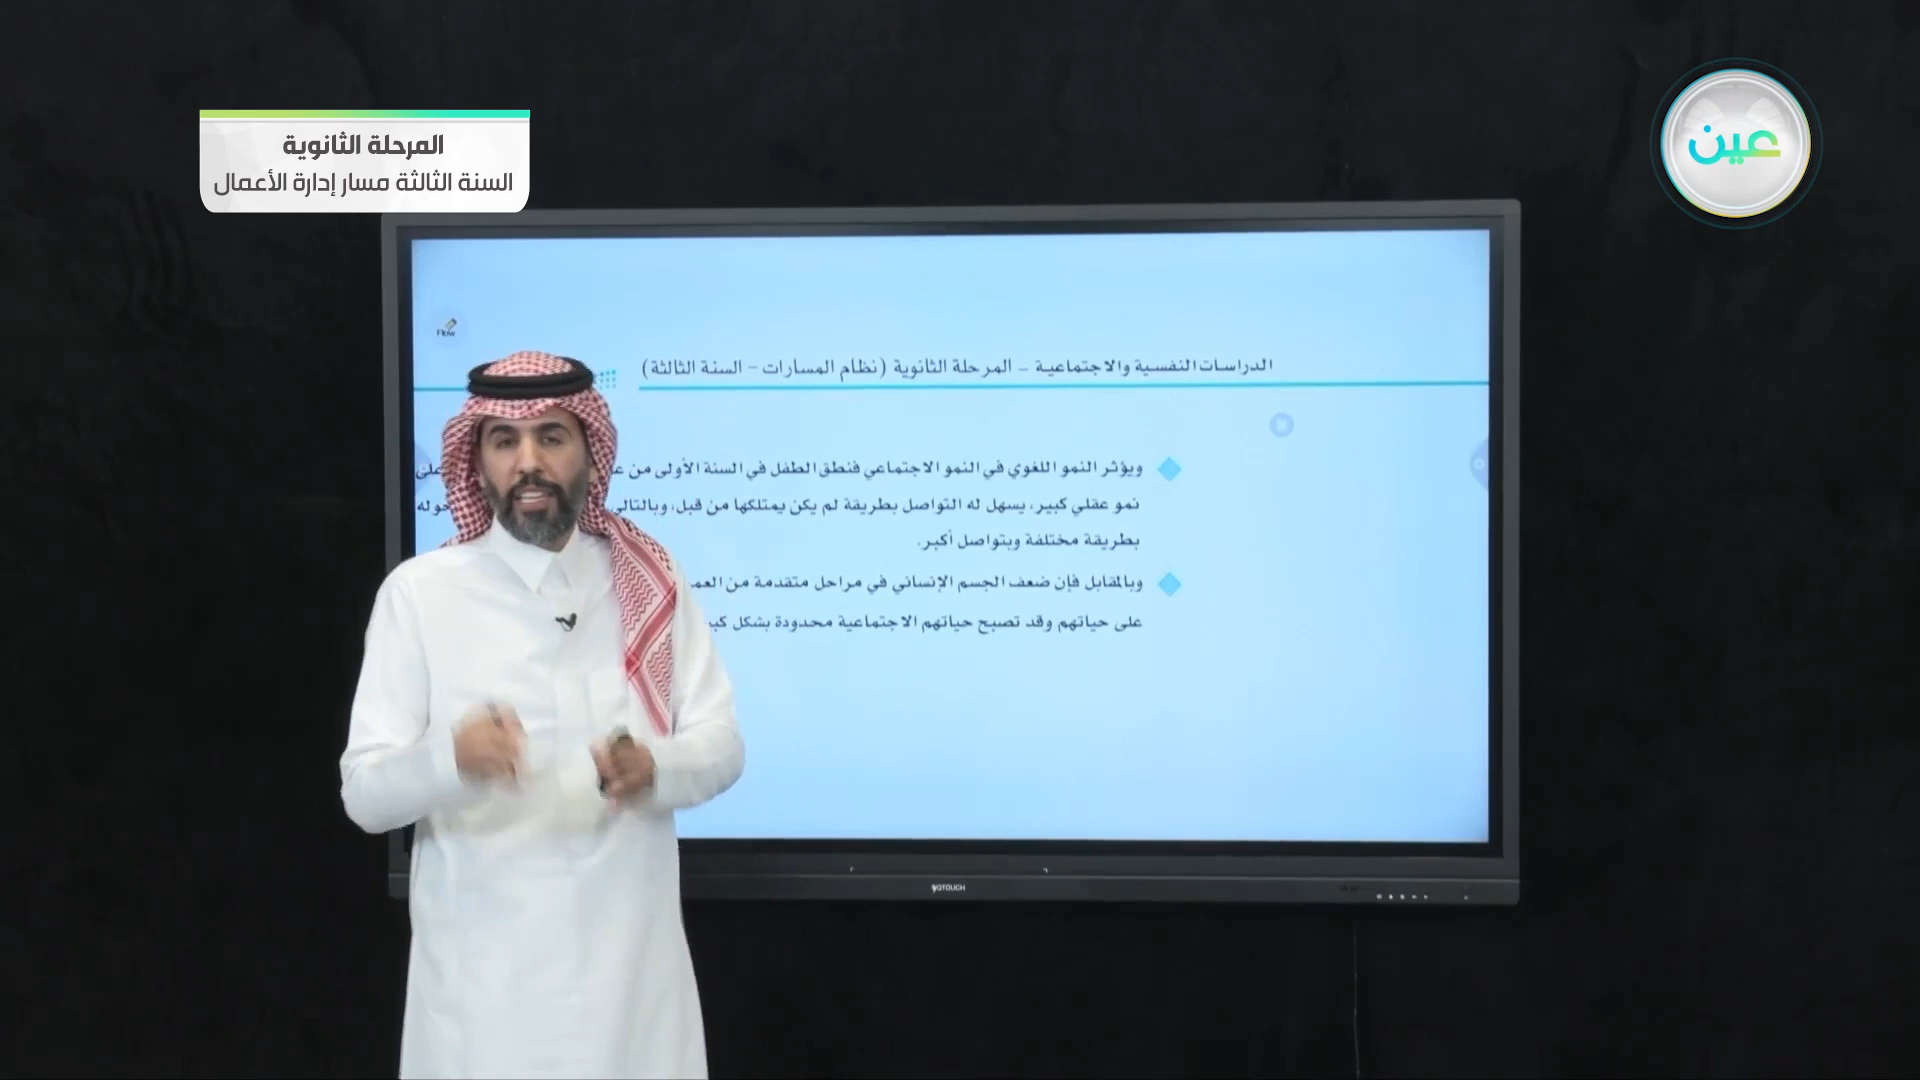 المرحلة الثانوية
السنة الثالثة مسار إدارة الأعمال
عين
Flow
الدراسات النفسية والاجتماعية – المرحلة الثانوية (نظام المسارات – السنة الثالثة)
ويؤثر النمو اللغوي في النمو الاجتماعي فنطق الطفل في السنة الأولى من
نمو عقلي كبير، يسهل له التواصل بطريقة لم يكن يمتلكها من قبل، وبالتالي حوله
بطريقة مختلفة وبتواصل أكبر.
وبالمقابل فإن ضعف الجسم الإنساني في مراحل متقدمة من
على حياتهم وقد تصبح حياتهم الاجتماعية محدودة بشكل
QTOUCH